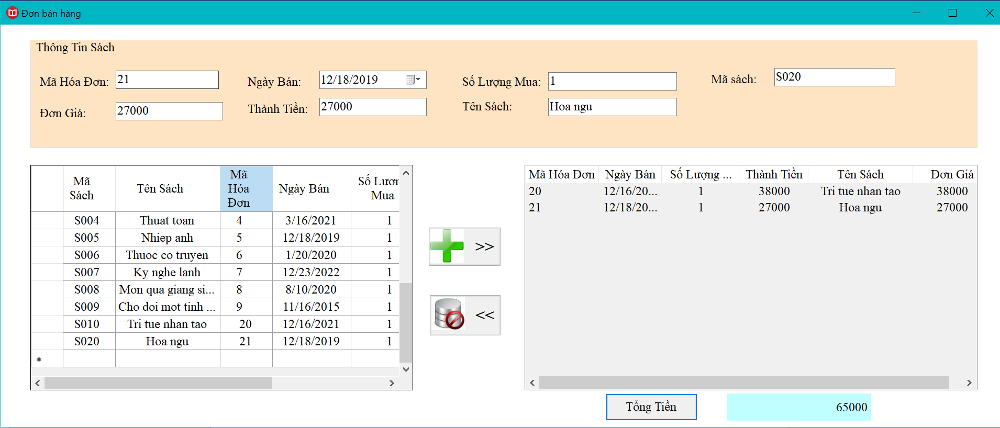 Đơn bán hàng
Thông Tin Sách
Mã Hóa Đơn: 21 Ngày Bán: 12/18/2019 Số Lượng Mua: 1 Mã sách: S020
Đơn Giá: 27000 Thành Tiền: 27000 Tên Sách: Hoa ngu
Mã Sách Tên Sách Mã Hóa Đơn Ngày Bán Số Lượn Mua
S004 Thuat toan 4 3/16/2021 1
S005 Nhiep anh 5 12/18/2019 1
S006 Thuoc co truyen 6 1/20/2020 1
S007 Ky nghe lanh 7 12/23/2022 1
S008 Mon qua giang si... 8 8/10/2020 1
S009 Cho doi mot tinh ... 9 11/16/2015 1
S010 Tri tue nhan tao 20 12/16/2021 1
S020 Hoa ngu 21 12/18/2019 1
>>
<<
Mã Hóa Đơn Ngày Bán Số Lượng ... Thành Tiền Tên Sách Đơn Giá
20 12/16/20... 1 38000 Tri tue nhan tao 38000
21 12/18/20... 1 27000 Hoa ngu 27000
Tổng Tiền 65000